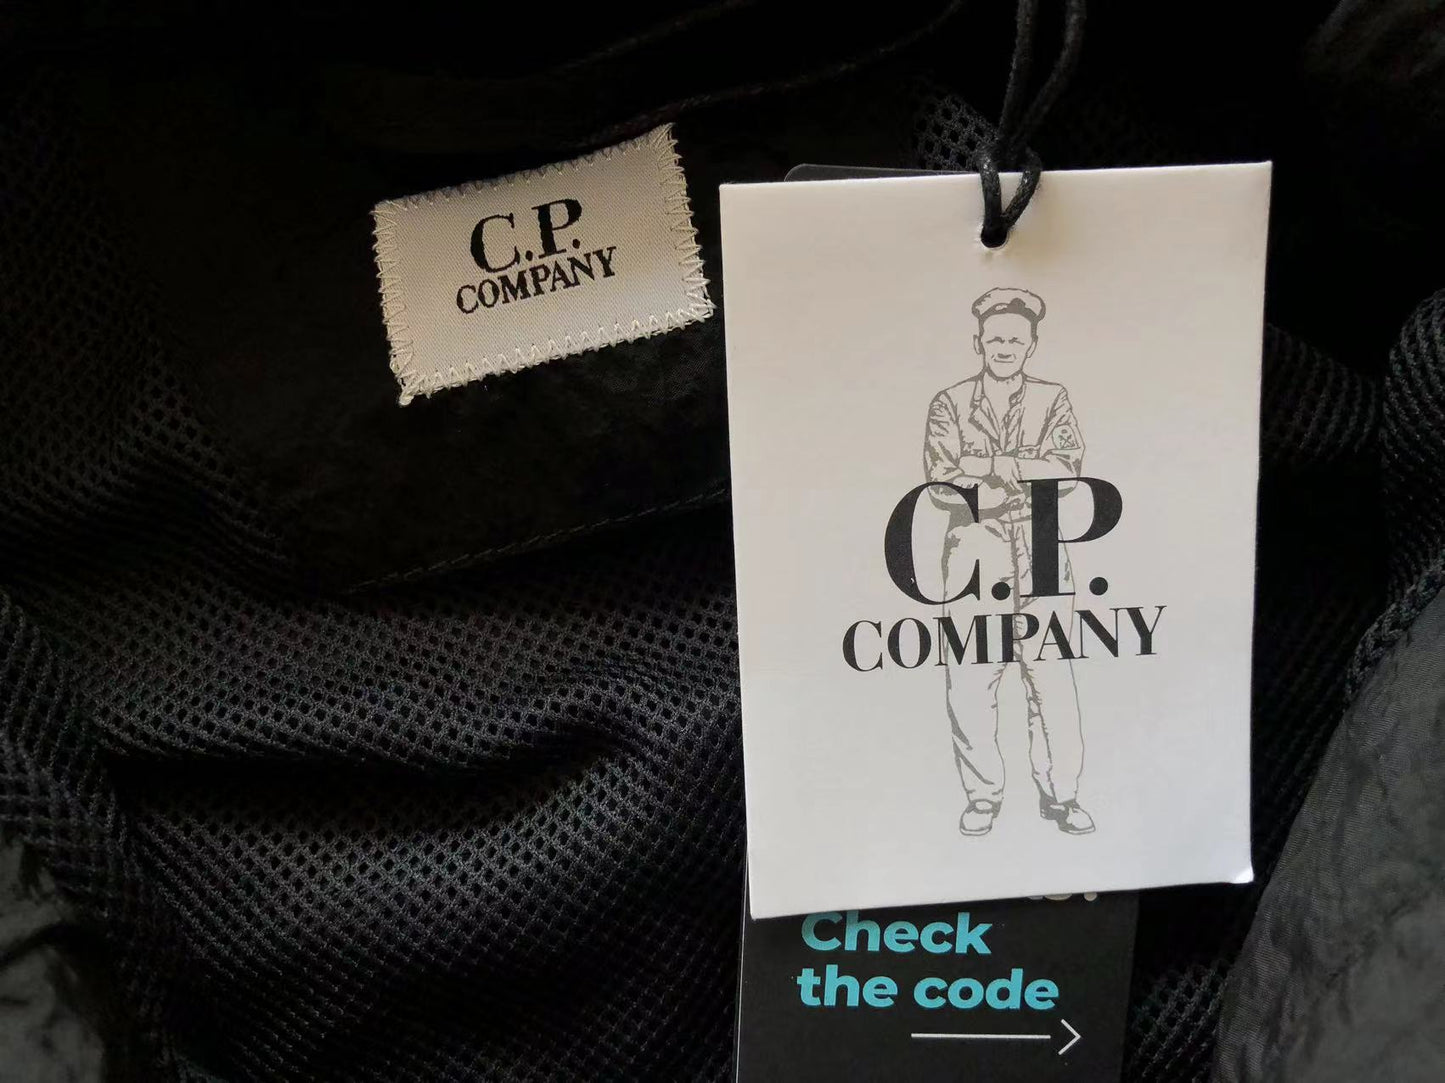 C.P.
COMPANY
C.P.
COMPANY
Check
the code